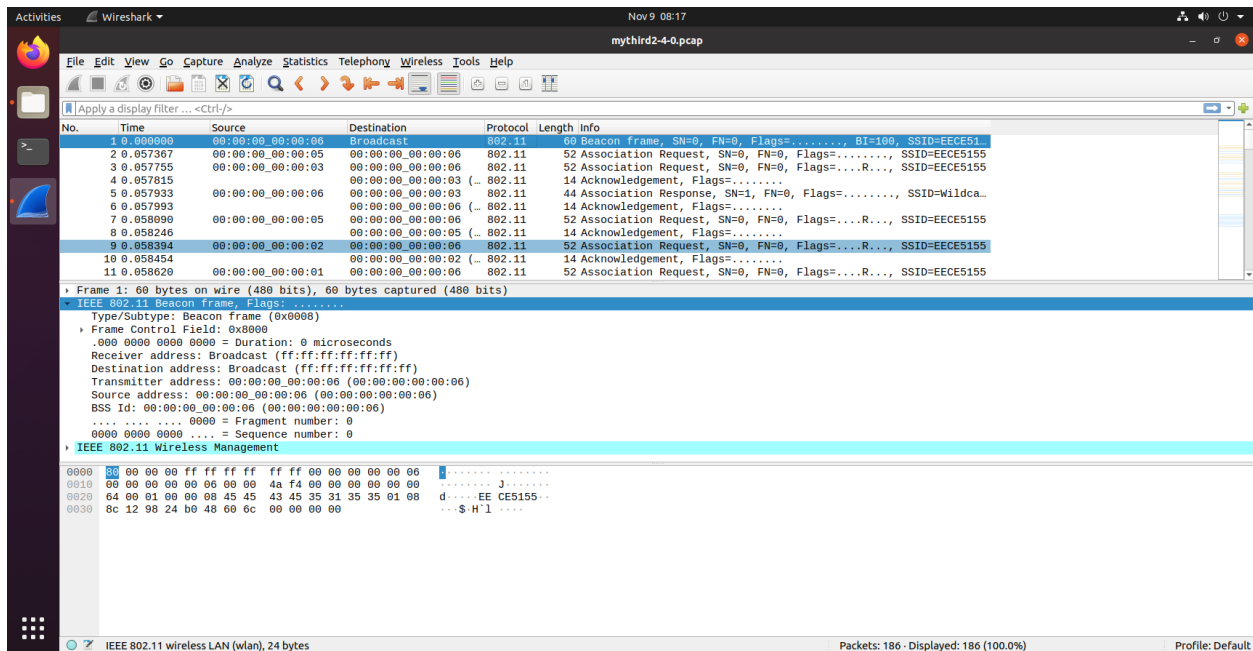 Activities Wireshark Nov 9 08:17
mythird2-4-0.pcap
File Edit View Go Capture Analyze Statistics Telephony Wireless Tools Help
Apply a display filter … <Ctrl-/>
No. Time Source Destination Protocol Length Info
1 0.000000 00:00:00_00:00:06 Broadcast 802.11 60 Beacon frame, SN=0, FN=0, Flags=........, BI=100, SSID=EECE51…
2 0.057367 00:00:00_00:00:05 00:00:00_00:00:06 802.11 52 Association Request, SN=0, FN=0, Flags=........, SSID=EECE5155
3 0.057755 00:00:00_00:00:03 00:00:00_00:00:06 802.11 52 Association Request, SN=0, FN=0, Flags=....R..., SSID=EECE5155
4 0.057815 00:00:00_00:00:03 (… 802.11 14 Acknowledgement, Flags=........
5 0.057933 00:00:00_00:00:06 00:00:00_00:00:03 802.11 44 Association Response, SN=1, FN=0, Flags=........, SSID=Wildca…
6 0.057993 00:00:00_00:00:06 (… 802.11 14 Acknowledgement, Flags=........
7 0.058090 00:00:00_00:00:05 00:00:00_00:00:06 802.11 52 Association Request, SN=0, FN=0, Flags=....R..., SSID=EECE5155
8 0.058246 00:00:00_00:00:05 (… 802.11 14 Acknowledgement, Flags=........
9 0.058394 00:00:00_00:00:02 00:00:00_00:00:06 802.11 52 Association Request, SN=0, FN=0, Flags=....R..., SSID=EECE5155
10 0.058454 00:00:00_00:00:02 (… 802.11 14 Acknowledgement, Flags=........
11 0.058620 00:00:00_00:00:01 00:00:00_00:00:06 802.11 52 Association Request, SN=0, FN=0, Flags=....R..., SSID=EECE5155
Frame 1: 60 bytes on wire (480 bits), 60 bytes captured (480 bits)
IEEE 802.11 Beacon frame, Flags: ........
Type/Subtype: Beacon frame (0x0008)
Frame Control Field: 0x8000
.000 0000 0000 0000 = Duration: 0 microseconds
Receiver address: Broadcast (ff:ff:ff:ff:ff:ff)
Destination address: Broadcast (ff:ff:ff:ff:ff:ff)
Transmitter address: 00:00:00_00:00:06 (00:00:00:00:00:06)
Source address: 00:00:00_00:00:06 (00:00:00:00:00:06)
BSS Id: 00:00:00_00:00:06 (00:00:00:00:00:06)
.... .... .... 0000 = Fragment number: 0
0000 0000 0000 .... = Sequence number: 0
IEEE 802.11 Wireless Management
0000 80 00 00 00 ff ff ff ff ff ff 00 00 00 00 00 06 ········ ········
0010 00 00 00 00 00 06 00 00 4a f4 00 00 00 00 00 00 ········ J·······
0020 64 00 01 00 00 08 45 45 43 45 35 31 35 35 01 08 d·····EE CE5155··
0030 8c 12 98 24 b0 48 60 6c 00 00 00 00 ···$·H`l ····
IEEE 802.11 wireless LAN (wlan), 24 bytes Packets: 186 · Displayed: 186 (100.0%) Profile: Default